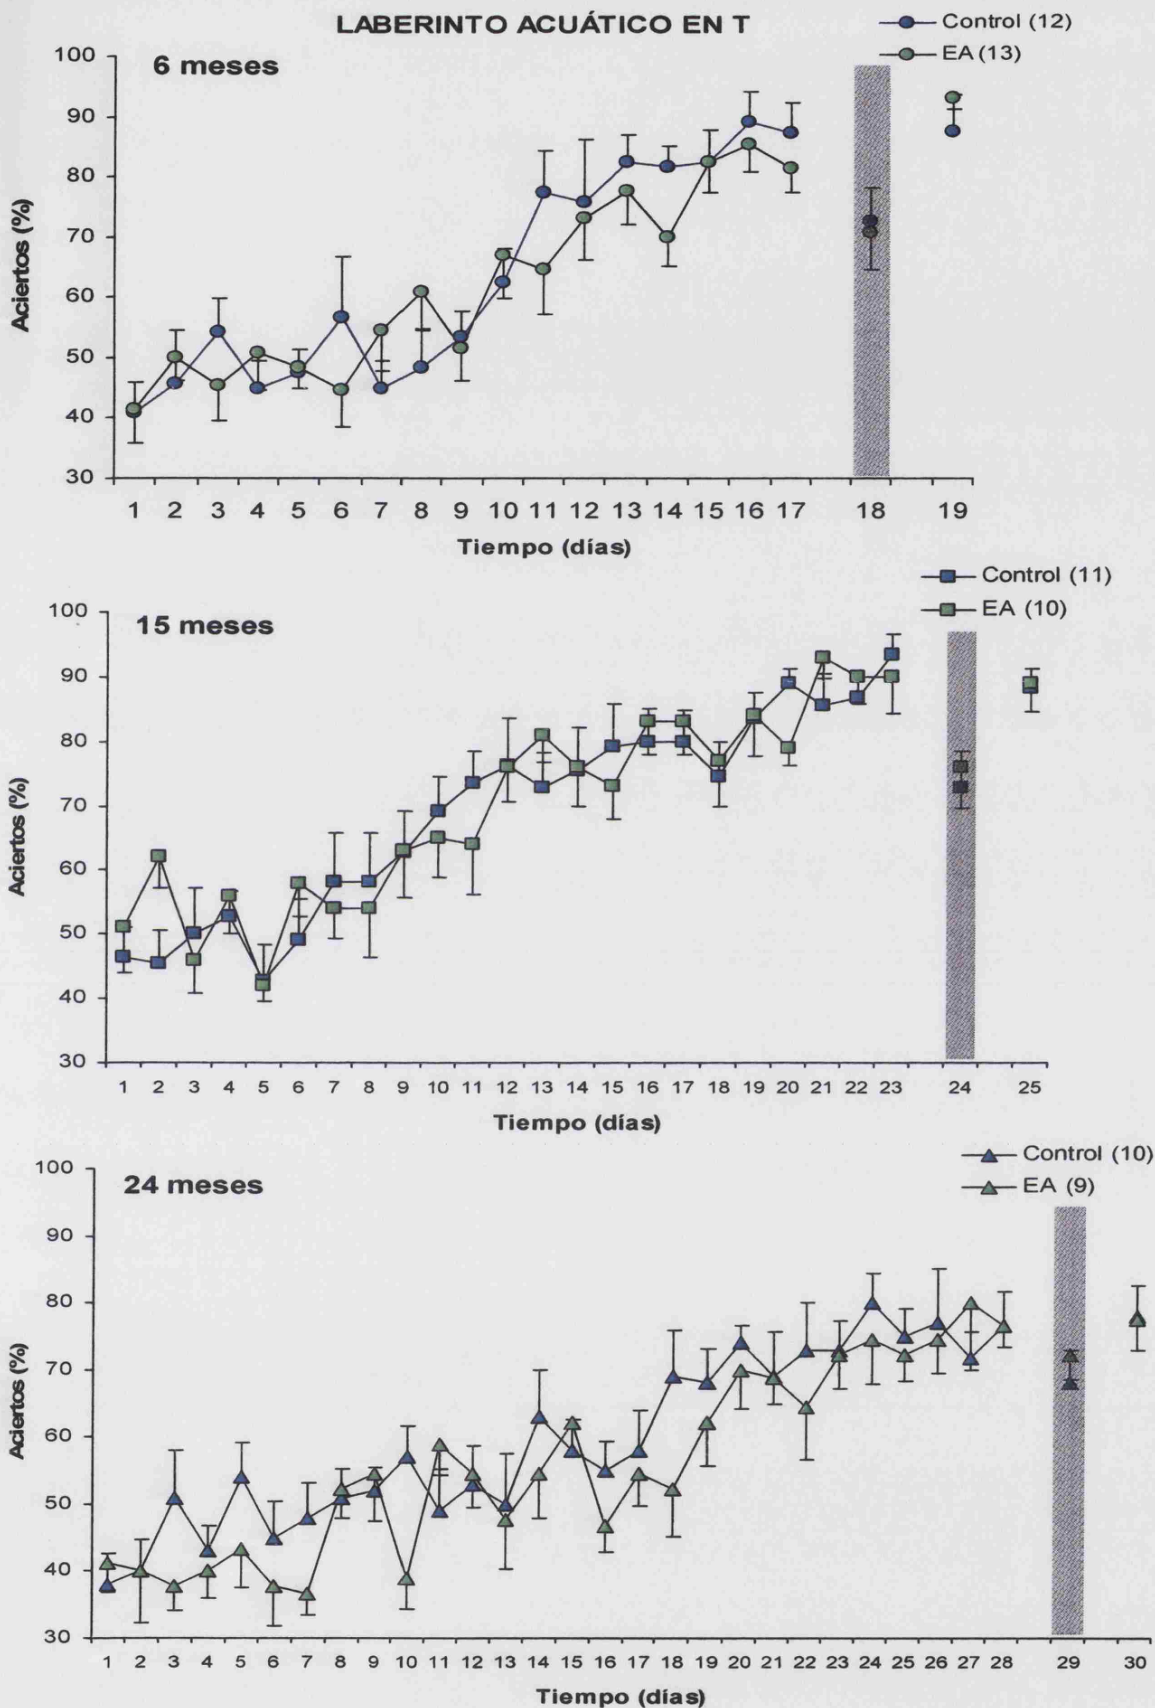 LABERINTO ACUÁTICO EN T
Control (12)
EA (13)
6 meses
100
90
80
70
60
50
40
30
Aciertos (%)
1 2 3 4 5 6 7 8 9 10 11 12 13 14 15 16 17 18 19
Tiempo (días)
Control (11)
EA (10)
15 meses
100
90
80
70
60
50
40
30
Aciertos (%)
1 2 3 4 5 6 7 8 9 10 11 12 13 14 15 16 17 18 19 20 21 22 23 24 25
Tiempo (días)
Control (10)
EA (9)
24 meses
100
90
80
70
60
50
40
30
Aciertos (%)
1 2 3 4 5 6 7 8 9 10 11 12 13 14 15 16 17 18 19 20 21 22 23 24 25 26 27 28 29 30
Tiempo (días)